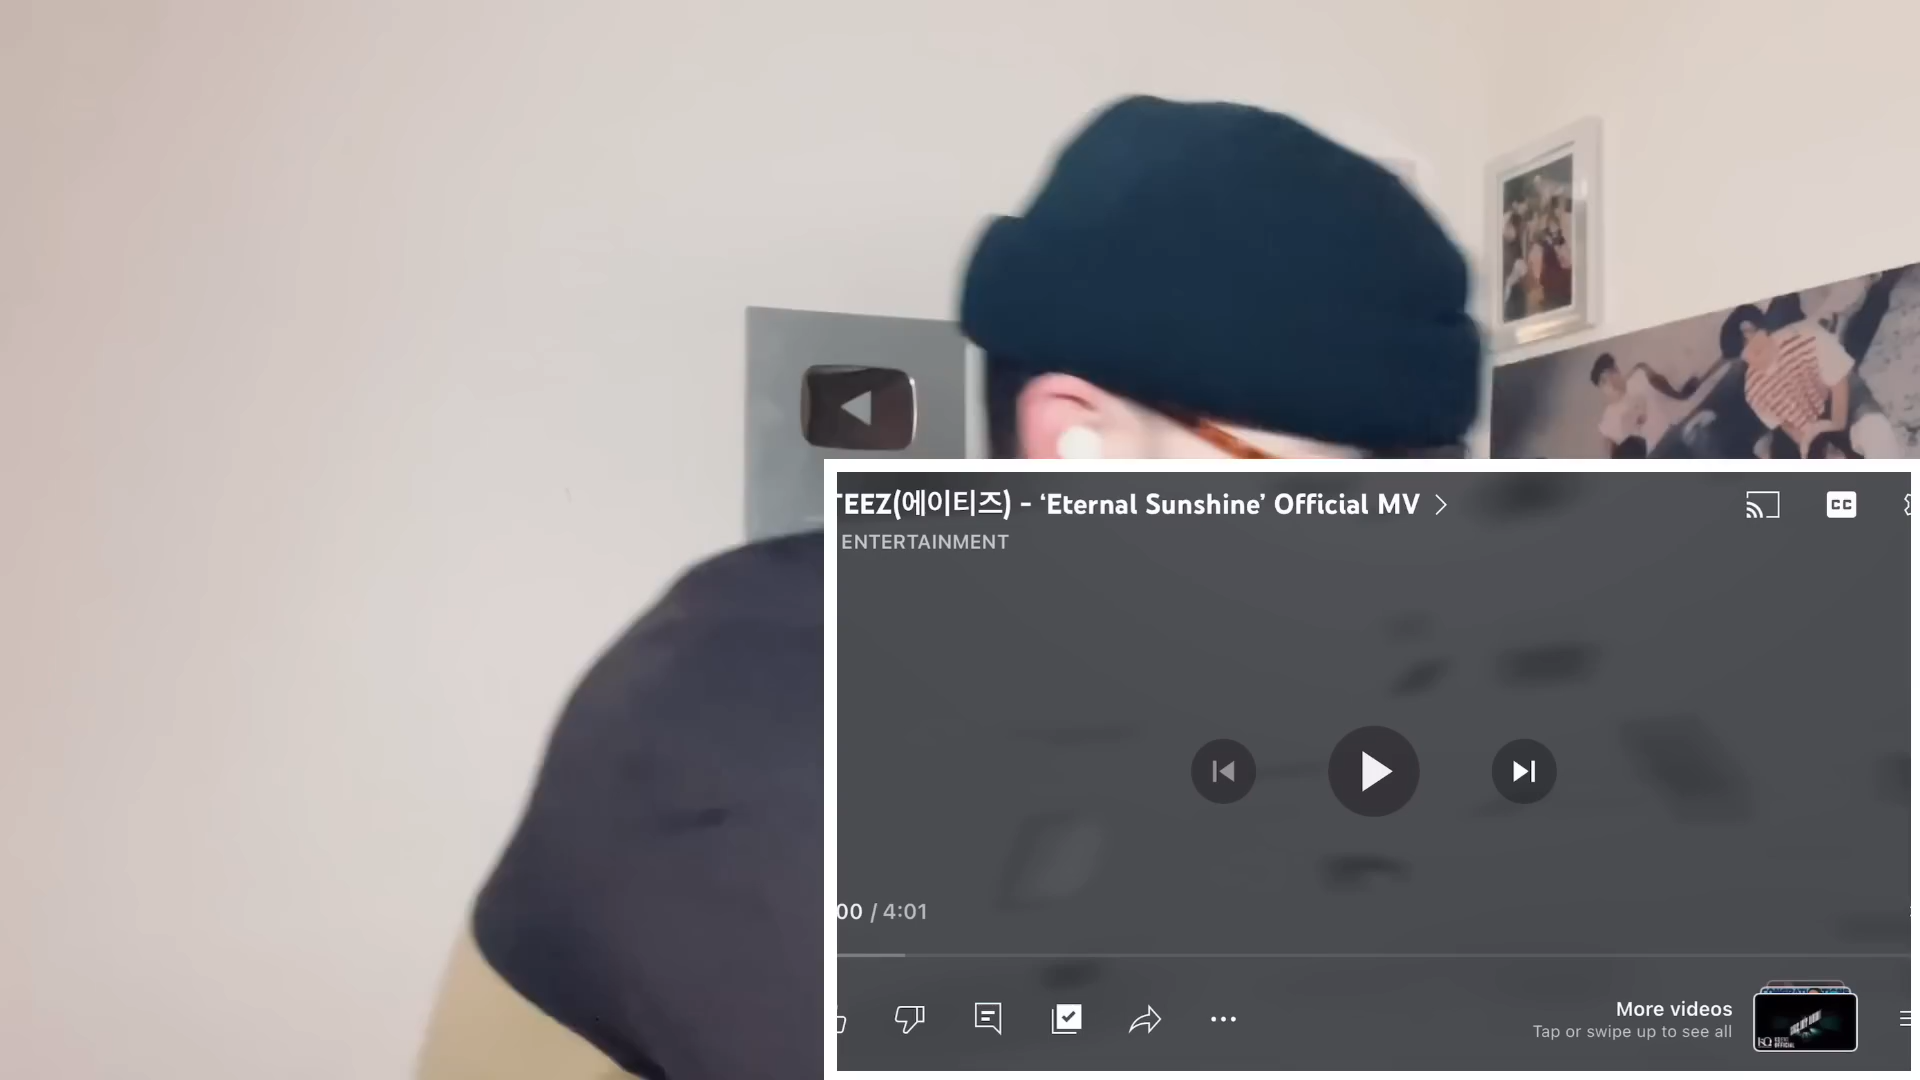 TEEZ(에이티즈) - ‘Eternal Sunshine’ Official MV
ENTERTAINMENT
CC
00 / 4:01
More videos
Tap or swipe up to see all